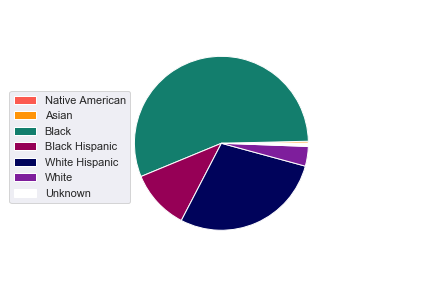 Native American
Asian
Black
Black Hispanic
White Hispanic
White
Unknown